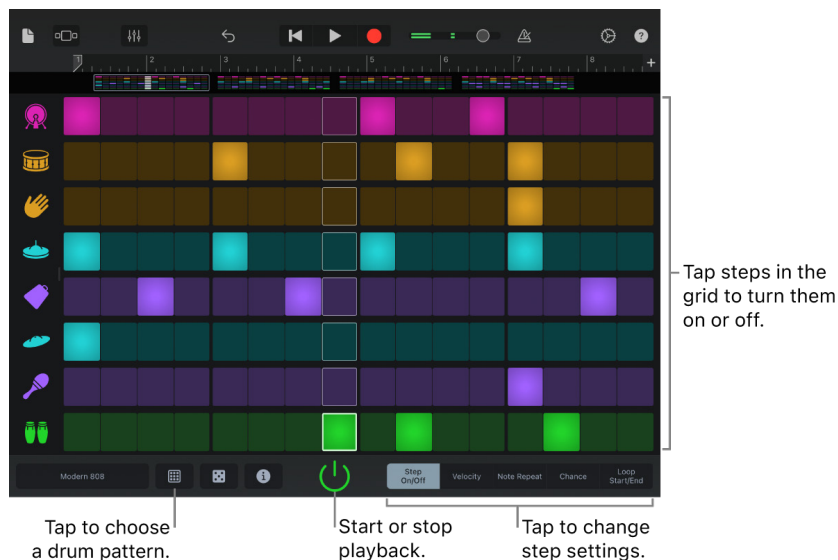 1 2 3 4 5 6 7 8 +
?
Tap steps in the
grid to turn them
on or off.
Modern 808
i
Step
On/Off
Velocity
Note Repeat
Chance
Loop
Start/End
Tap to choose
a drum pattern.
Start or stop
playback.
Tap to change
step settings.